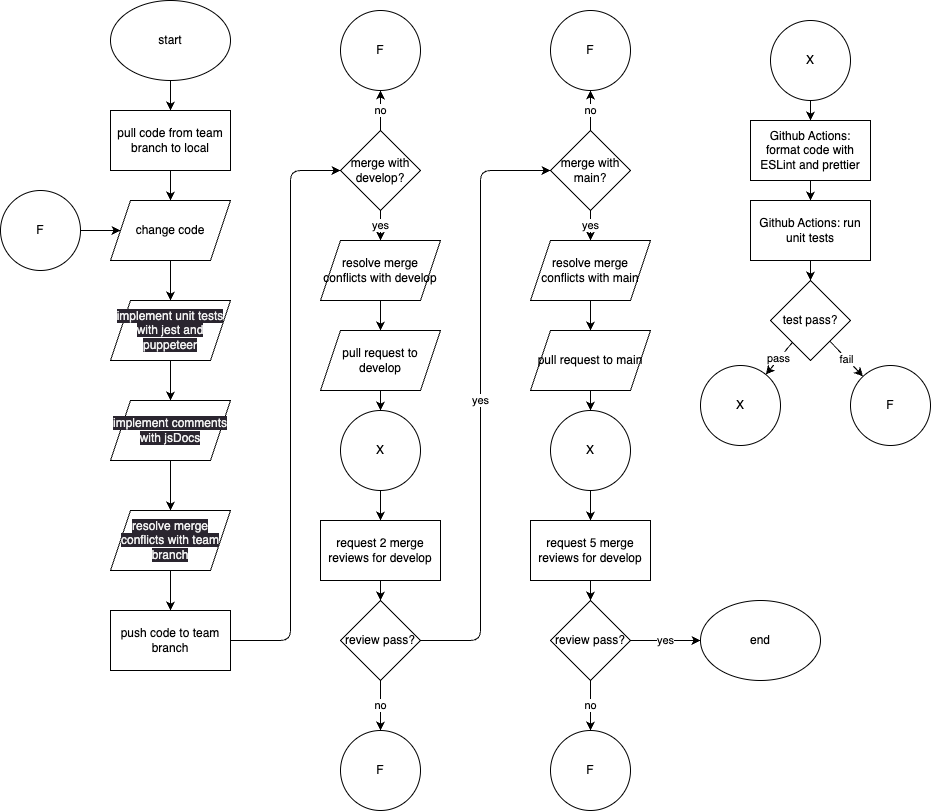 start
pull code from team
branch to local
F
change code
implement unit tests
with jest and
puppeteer
implement comments
with jsDocs
resolve merge
conflicts with team
branch
push code to team
branch
F
no
merge with
develop?
yes
resolve merge
conflicts with develop
pull request to
develop
X
request 2 merge
reviews for develop
review pass?
no
F
yes
F
no
merge with
main?
yes
resolve merge
conflicts with main
pull request to main
X
request 5 merge
reviews for develop
review pass?
yes
end
no
F
X
Github Actions:
format code with
ESLint and prettier
Github Actions: run
unit tests
test pass?
pass
fail
X
F